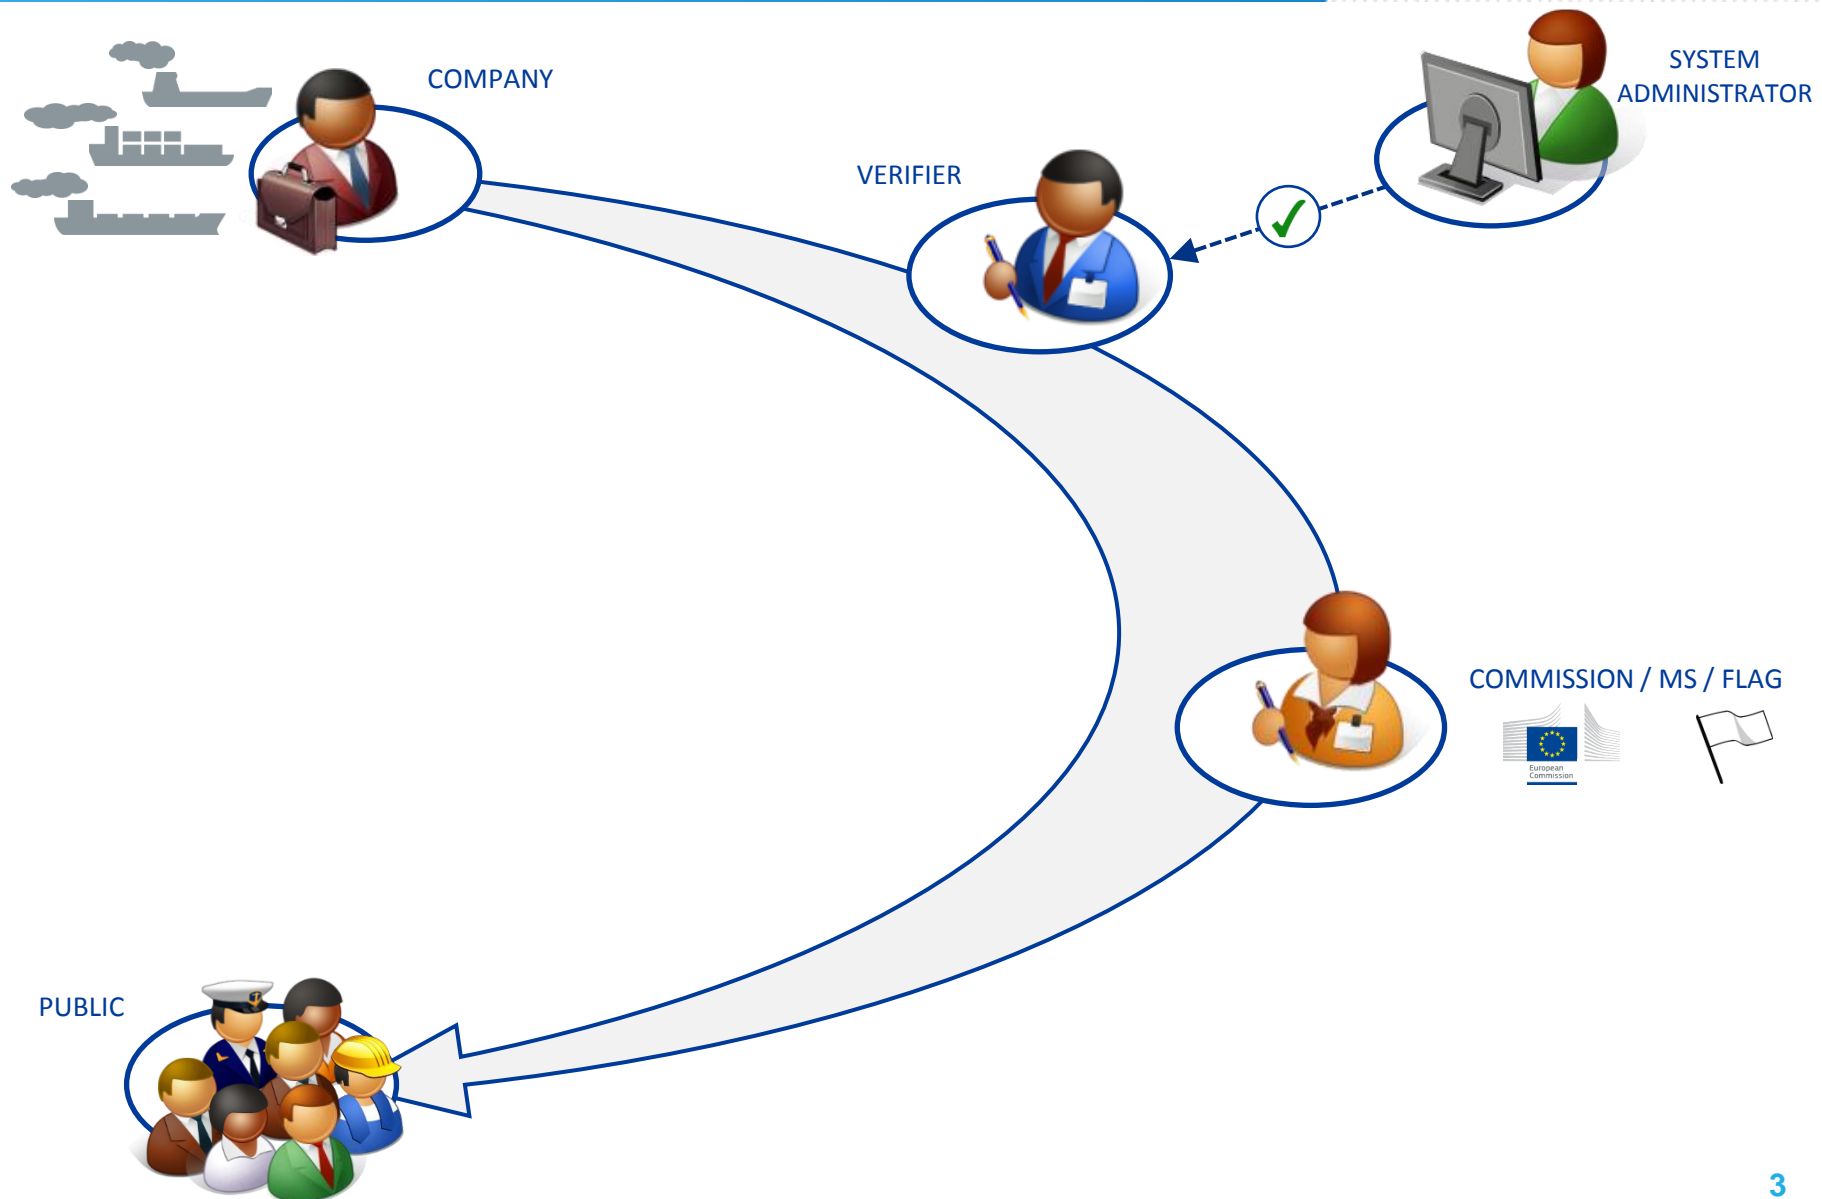 COMPANY
SYSTEM
ADMINISTRATOR
VERIFIER
COMMISSION / MS / FLAG
European
Commission
PUBLIC
3